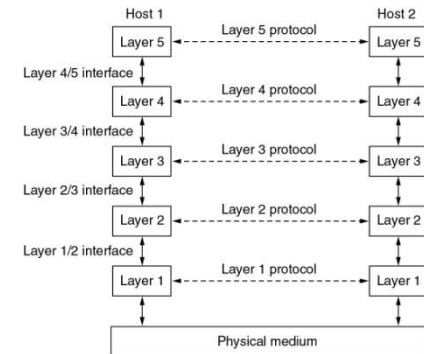 Host 1 Host 2
Layer 5 Layer 5 protocol Layer 5
Layer 4/5 interface
Layer 4 Layer 4 protocol Layer 4
Layer 3/4 interface
Layer 3 Layer 3 protocol Layer 3
Layer 2/3 interface
Layer 2 Layer 2 protocol Layer 2
Layer 1/2 interface
Layer 1 Layer 1 protocol Layer 1
Physical medium